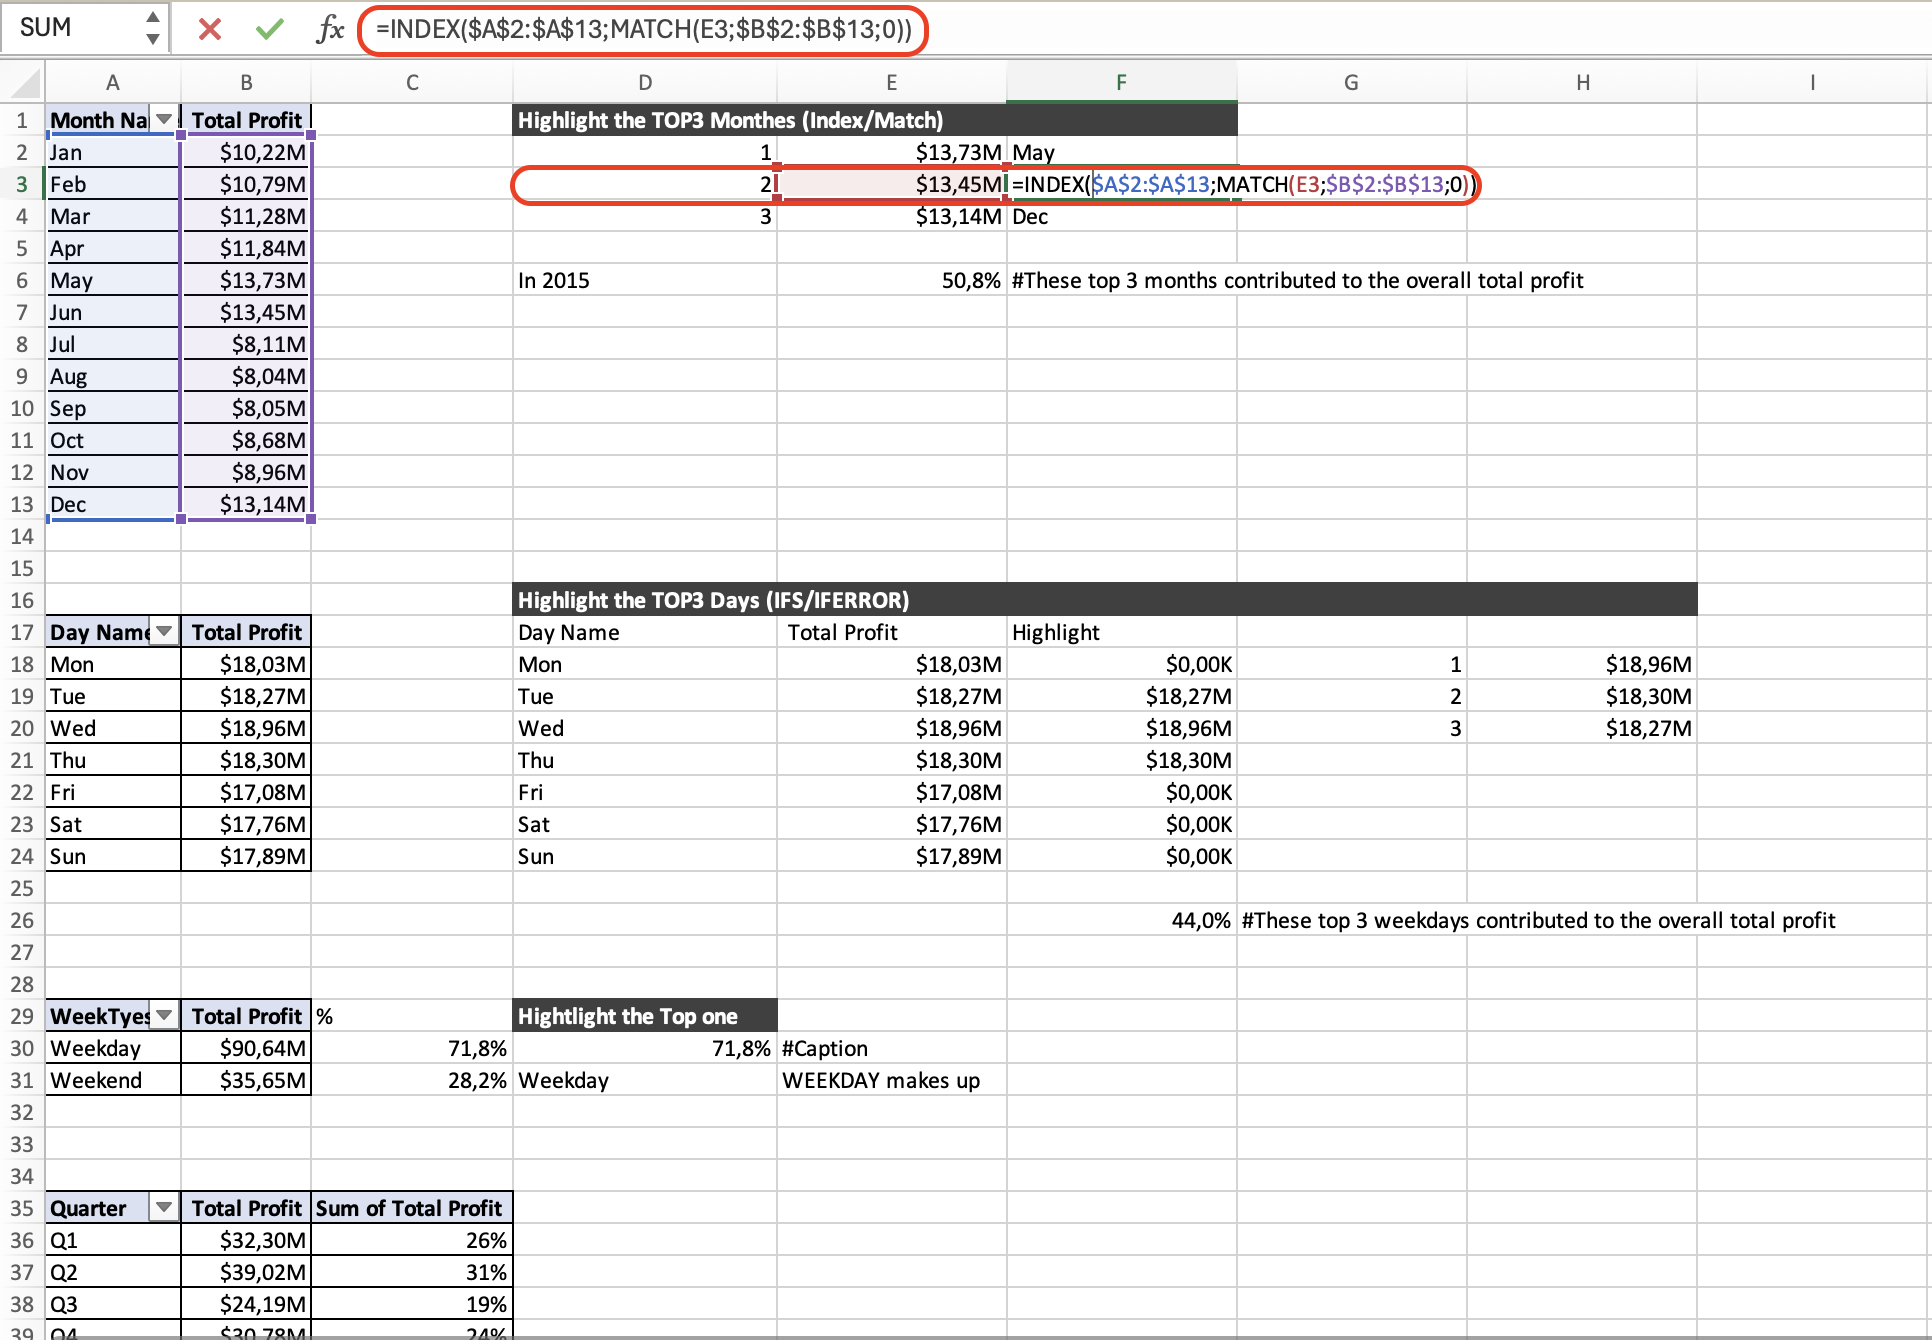 SUM fx =INDEX($A$2:$A$13;MATCH(E3;$B$2:$B$13;0))
A B C D E F G H I
1 Month Na Total Profit Highlight the TOP3 Monthes (Index/Match)
2 Jan $10,22M 1 $13,73M May
3 Feb $10,79M 2 $13,45M =INDEX($A$2:$A$13;MATCH(E3;$B$2:$B$13;0))
4 Mar $11,28M 3 $13,14M Dec
5 Apr $11,84M
6 May $13,73M In 2015 50,8% #These top 3 months contributed to the overall total profit
7 Jun $13,45M
8 Jul $8,11M
9 Aug $8,04M
10 Sep $8,05M
11 Oct $8,68M
12 Nov $8,96M
13 Dec $13,14M
14
15
16 Highlight the TOP3 Days (IFS/IFERROR)
17 Day Name Total Profit Day Name Total Profit Highlight
18 Mon $18,03M Mon $18,03M $0,00K 1 $18,96M
19 Tue $18,27M Tue $18,27M $18,27M 2 $18,30M
20 Wed $18,96M Wed $18,96M $18,96M 3 $18,27M
21 Thu $18,30M Thu $18,30M $18,30M
22 Fri $17,08M Fri $17,08M $0,00K
23 Sat $17,76M Sat $17,76M $0,00K
24 Sun $17,89M Sun $17,89M $0,00K
25
26 44,0% #These top 3 weekdays contributed to the overall total profit
27
28
29 WeekTyes Total Profit % Hightlight the Top one
30 Weekday $90,64M 71,8% 71,8% #Caption
31 Weekend $35,65M 28,2% Weekday WEEKDAY makes up
32
33
34
35 Quarter Total Profit Sum of Total Profit
36 Q1 $32,30M 26%
37 Q2 $39,02M 31%
38 Q3 $24,19M 19%
39 Q4 $30,78M 24%